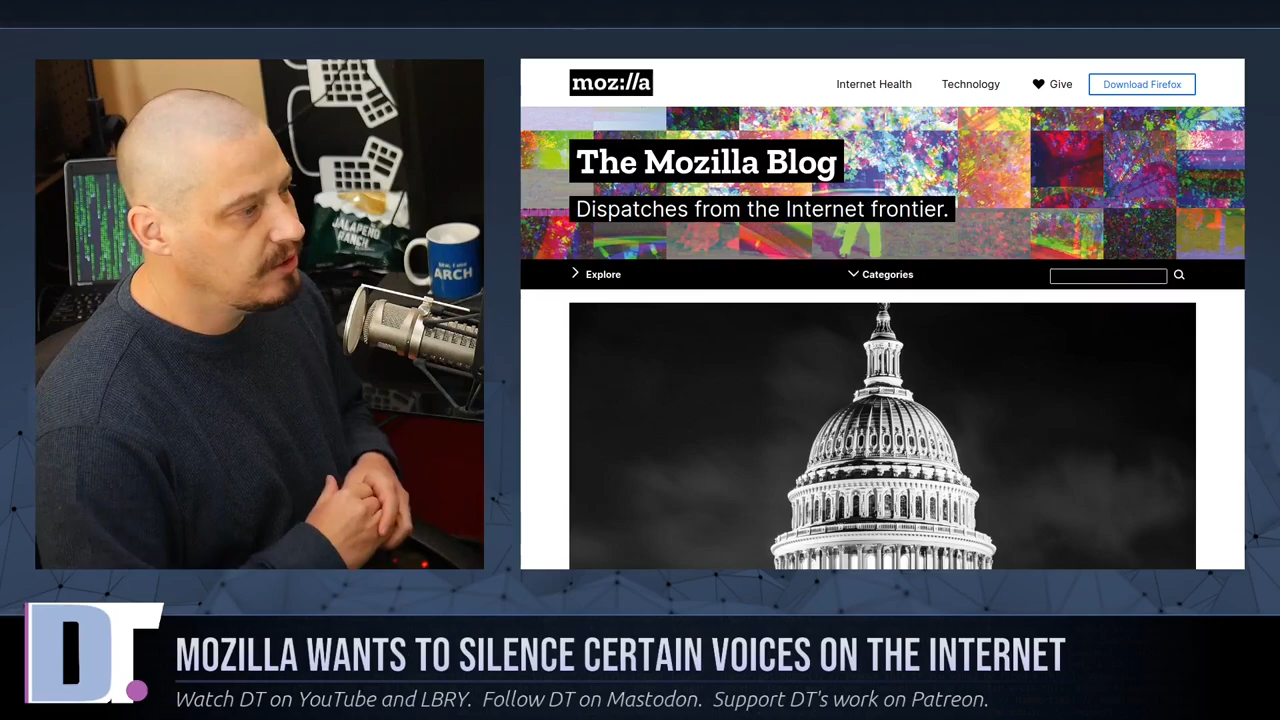 moz://a
Internet Health
Technology
Give
Download Firefox
The Mozilla Blog
Dispatches from the Internet frontier.
Explore
Categories
JALAPEÑO
RANCH
ARCH
DT.
MOZILLA WANTS TO SILENCE CERTAIN VOICES ON THE INTERNET
Watch DT on YouTube and LBRY. Follow DT on Mastodon. Support DT's work on Patreon.